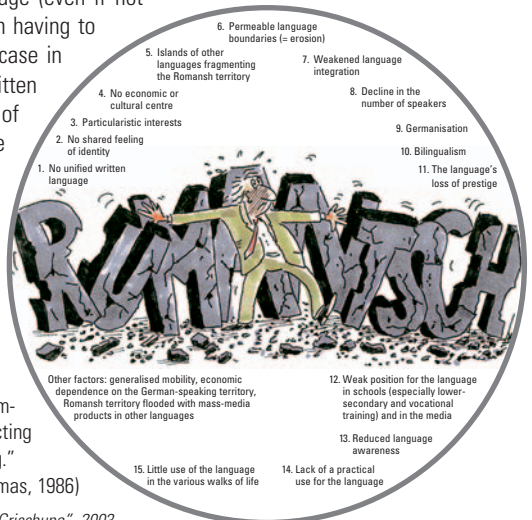 age (even if not
n having to
case in
itten
of
e
6. Permeable language
boundaries (= erosion)
5. Islands of other
languages fragmenting
the Romansh territory
7. Weakened language
integration
4. No economic or
cultural centre
8. Decline in the
number of speakers
3. Particularistic interests
9. Germanisation
2. No shared feeling
of identity
10. Bilingualism
1. No unified written
language
11. The language's
loss of prestige
RUMANTSCH
Other factors: generalised mobility, economic
dependence on the German-speaking territory,
Romansh territory flooded with mass-media
products in other languages
12. Weak position for the language
in schools (especially lower-
secondary and vocational
training) and in the media
13. Reduced language
awareness
15. Little use of the language
in the various walks of life
14. Lack of a practical
use for the language
m-
cting
g."
mas, 1986)
Grischuna", 2002